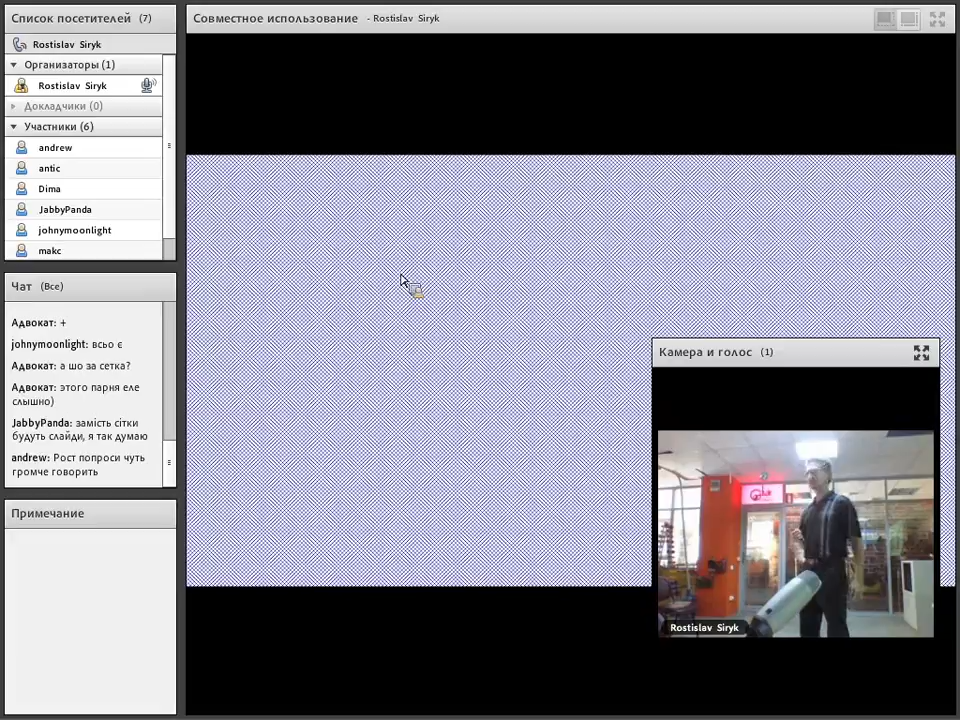 Список посетителей (7)
Rostislav Siryk
Организаторы (1)
Rostislav Siryk
Докладчики (0)
Участники (6)
andrew
antic
Dima
JabbyPanda
johnymoonlight
макс
Чат (Все)
Адвокат: +
johnymoonlight: всьо є
Адвокат: а шо за сетка?
Адвокат: этого парня еле
слышно)
JabbyPanda: замість сітки
будуть слайди, я так думаю
andrew: Рост попроси чуть
громче говорить
Примечание
Совместное использование - Rostislav Siryk
Камера и голос (1)
Rostislav Siryk